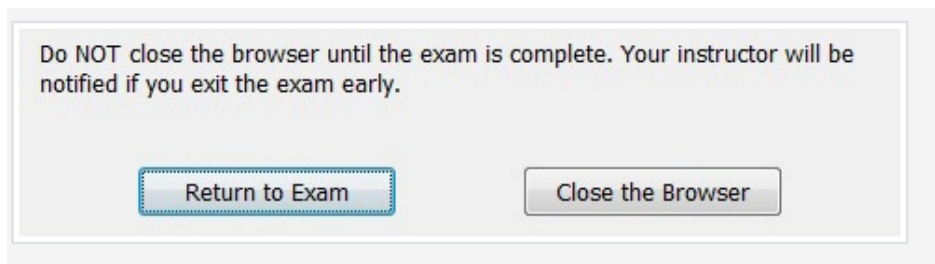 Do NOT close the browser until the exam is complete. Your instructor will be
notified if you exit the exam early.
Return to Exam
Close the Browser